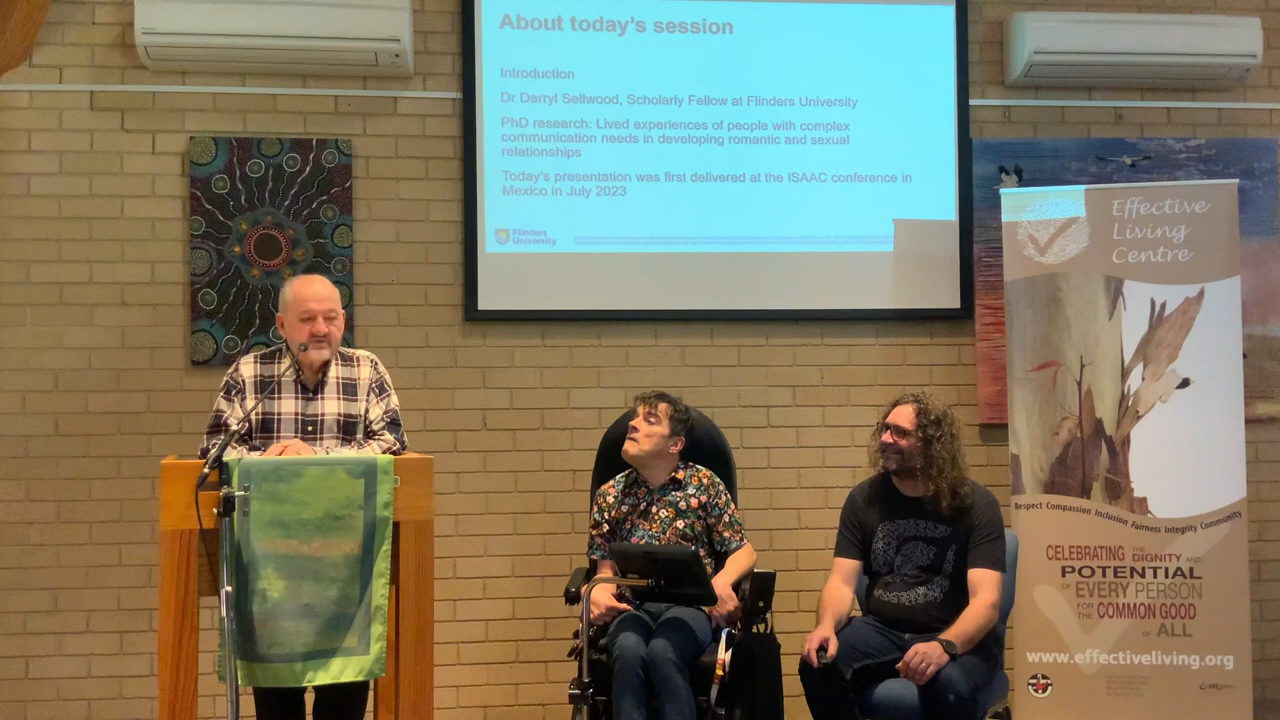 About today's session
Introduction
Dr Darryl Sellwood, Scholarly Fellow at Flinders University
PhD research: Lived experiences of people with complex
communication needs in developing romantic and sexual
relationships
Today's presentation was first delivered at the ISAAC conference in
Mexico in July 2023
Flinders
University
Effective
Living
Centre
Respect Compassion Inclusion Fairness Integrity Community
CELEBRATING THE DIGNITY AND
POTENTIAL
OF EVERY PERSON
FOR THE COMMON GOOD
OF ALL
www.effectiveliving.org